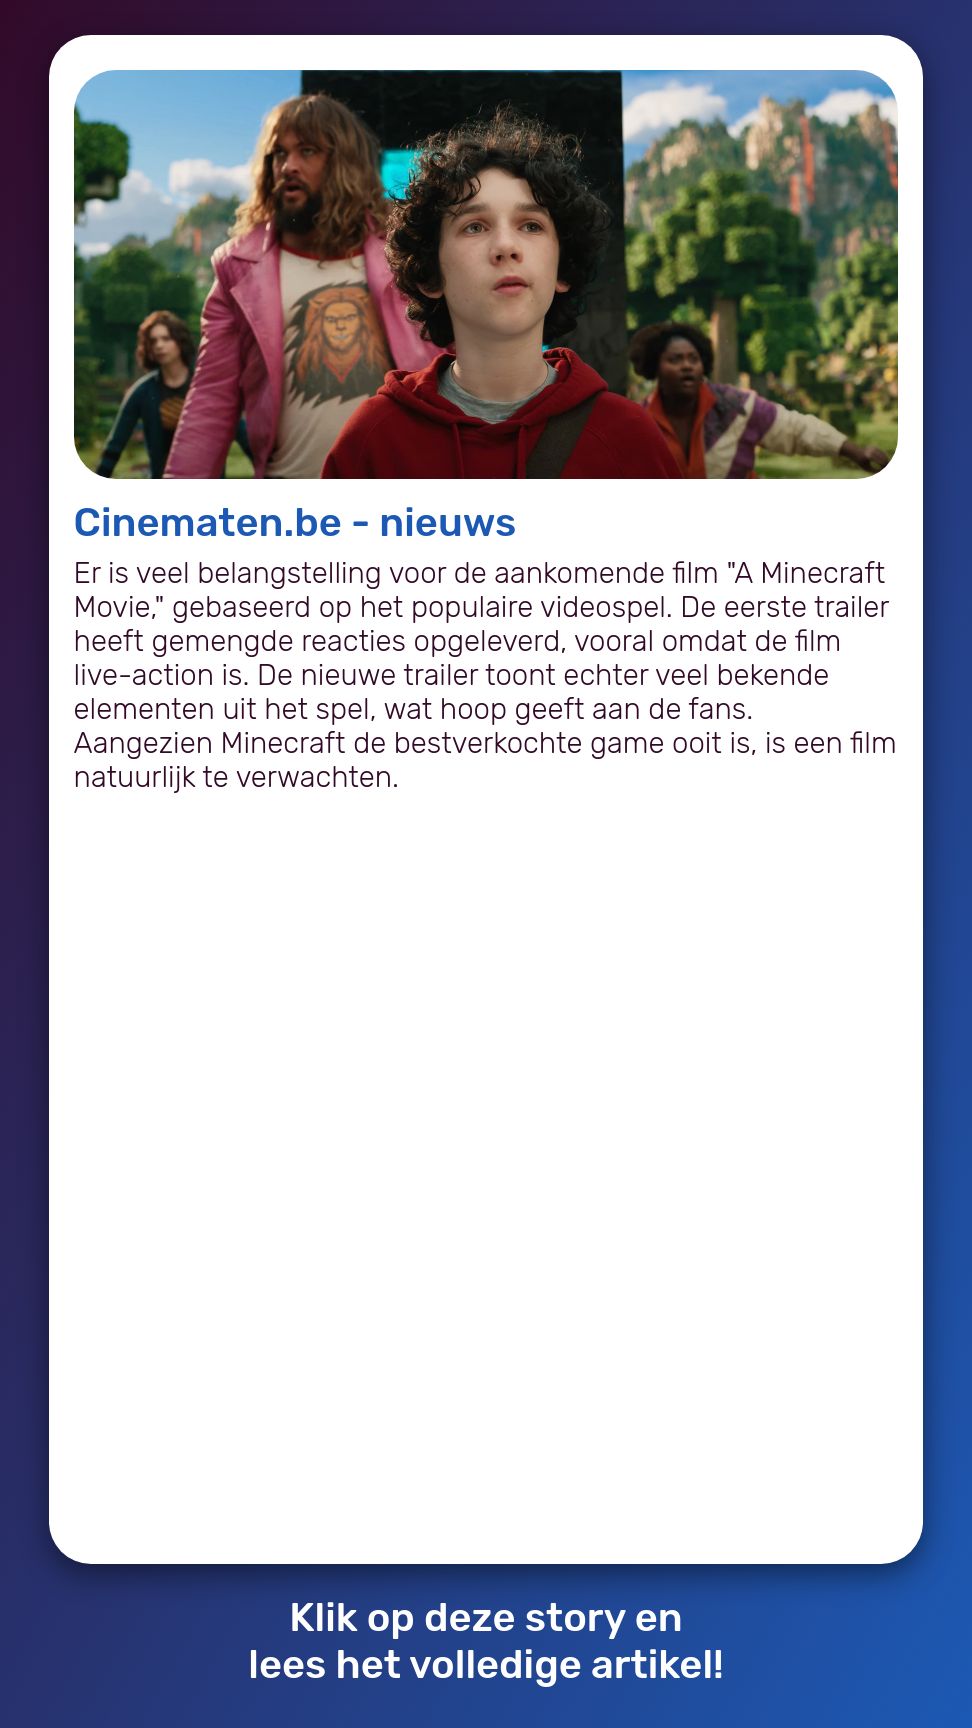 Cinematen.be - nieuws
Er is veel belangstelling voor de aankomende film "A Minecraft
Movie," gebaseerd op het populaire videospel. De eerste trailer
heeft gemengde reacties opgeleverd, vooral omdat de film
live-action is. De nieuwe trailer toont echter veel bekende
elementen uit het spel, wat hoop geeft aan de fans.
Aangezien Minecraft de bestverkochte game ooit is, is een film
natuurlijk te verwachten.
Klik op deze story en
lees het volledige artikel!